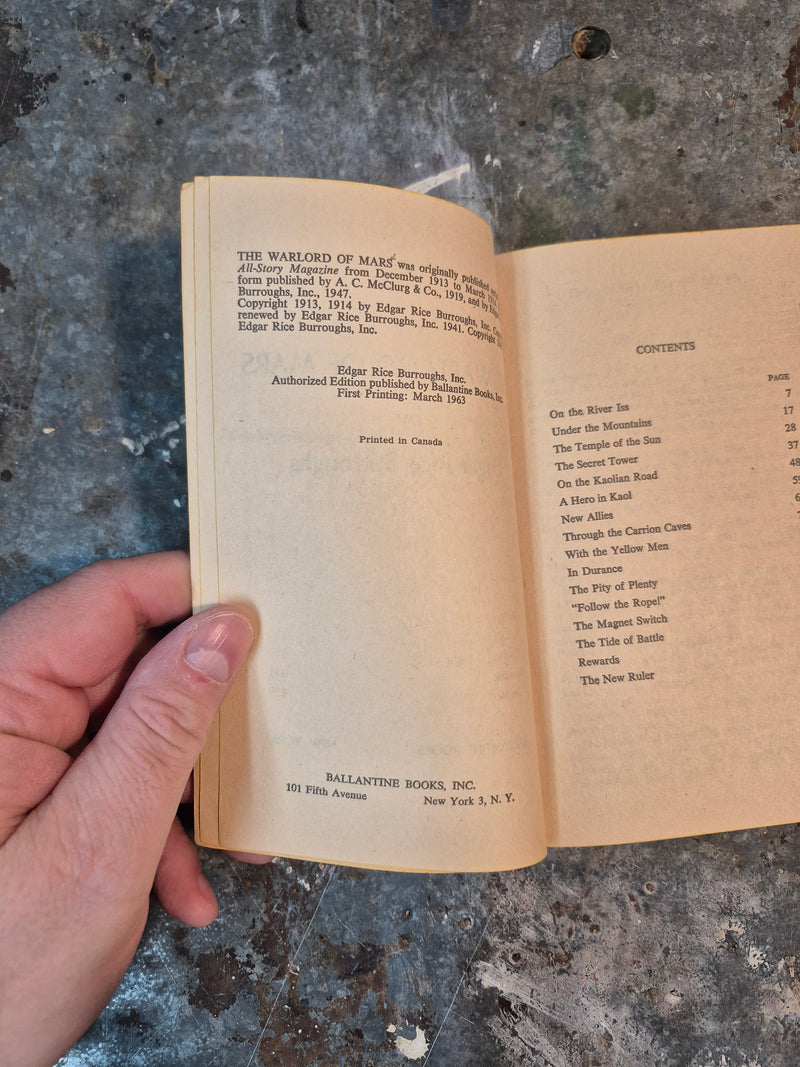 THE WARLORD OF MARS was originally published
All-Story Magazine from December 1913 to March
form published by A. C. McClurg & Co., 1919, and by
Burroughs, Inc., 1947.
Copyright 1913, 1914 by Edgar Rice Burroughs, Inc.
renewed by Edgar Rice Burroughs, Inc. 1941. Copyright
Edgar Rice Burroughs, Inc.
Edgar Rice Burroughs, Inc.
Authorized Edition published by Ballantine Books, Inc.
First Printing: March 1963
Printed in Canada
BALLANTINE BOOKS, INC.
101 Fifth Avenue New York 3, N. Y.
CONTENTS
PAGE
On the River Iss 7
Under the Mountains 17
The Temple of the Sun 28
The Secret Tower 37
On the Kaolian Road 48
A Hero in Kaol
New Allies
Through the Carrion Caves
With the Yellow Men
In Durance
The Pity of Plenty
"Follow the Rope!"
The Magnet Switch
The Tide of Battle
Rewards
The New Ruler